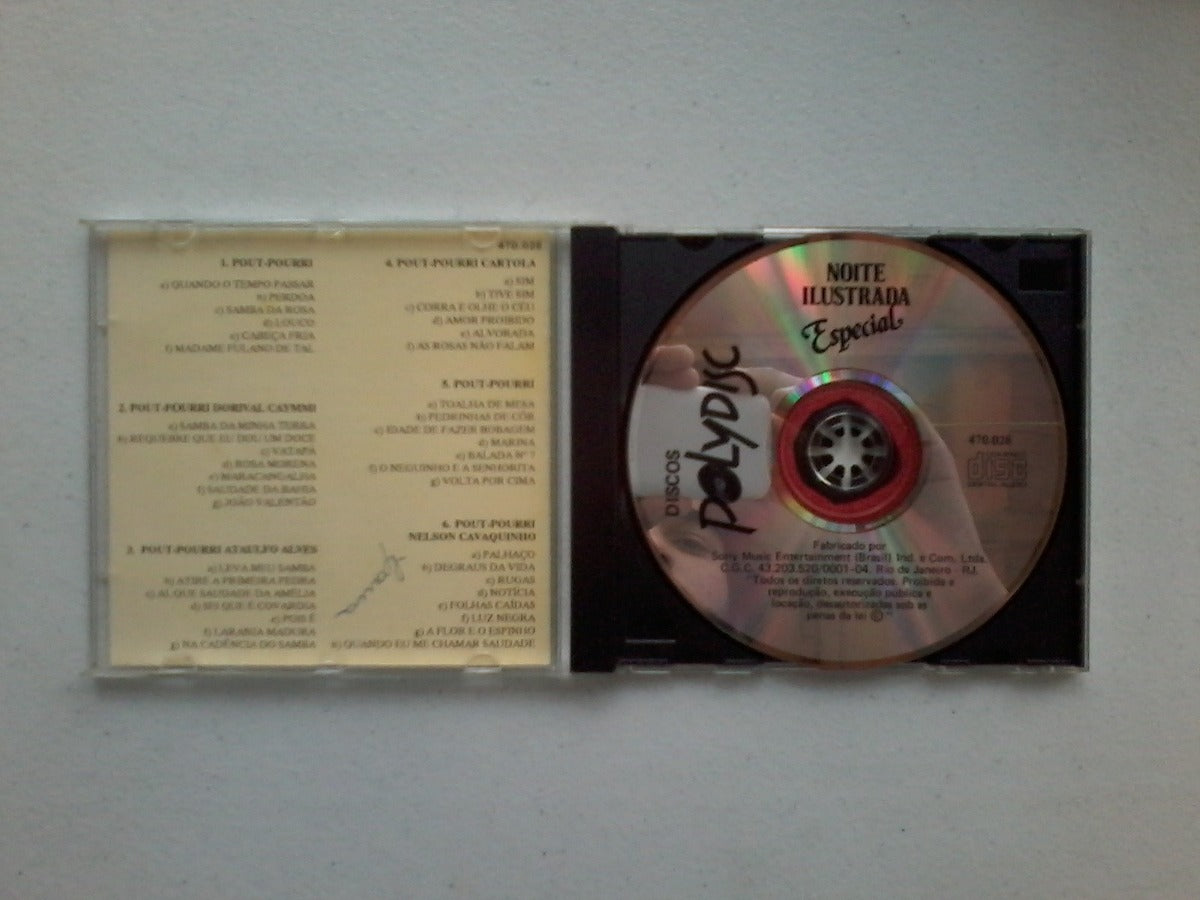 470.026
1. POUT-POURRI
a) QUANDO O TEMPO PASSAR
b) PERDOA
c) SAMBA DA ROSA
d) LOUCO
e) CABEÇA FRIA
f) MADAME FULANO DE TAL
2. POUT-POURRI DORIVAL CAYMMI
a) SAMBA DA MINHA TERRA
b) REQUEBRE QUE EU DOU UM DOCE
c) VATAPÁ
d) ROSA MORENA
e) MARACANGALHA
f) SAUDADE DA BAHIA
g) JOÃO VALENTÃO
3. POUT-POURRI ATAULFO ALVES
a) LEVA MEU SAMBA
b) ATIRE A PRIMEIRA PEDRA
c) AI, QUE SAUDADE DA AMÉLIA
d) SEI QUE É COVARDIA
e) POIS É
f) LARANJA MADURA
g) NA CADÊNCIA DO SAMBA
4. POUT-POURRI CARTOLA
a) SIM
b) TIVE SIM
c) CORRA E OLHE O CÉU
d) AMOR PROIBIDO
e) ALVORADA
f) AS ROSAS NÃO FALAM
5. POUT-POURRI
a) TOALHA DE MESA
b) PEDRINHAS DE CÔR
c) IDADE DE FAZER BOBAGEM
d) MARINA
e) BALADA Nº 7
f) O NEGUINHO E A SENHORITA
g) VOLTA POR CIMA
6. POUT-POURRI
NELSON CAVAQUINHO
a) PALHAÇO
b) DEGRAUS DA VIDA
c) RUGAS
d) NOTÍCIA
e) FOLHAS CAÍDAS
f) LUZ NEGRA
g) A FLOR E O ESPINHO
h) QUANDO EU ME CHAMAR SAUDADE
NOITE
ILUSTRADA
Especial
DISCOS
POLYDISC
470.026
COMPACT
disc
DIGITAL AUDIO
Fabricado por
Sony Music Entertainment (Brasil) Ind. e Com. Ltda.
C.G.C. 43.203.520/0001-04. Rio de Janeiro - RJ.
"Todos os diretos reservados. Proibida a
reprodução, execução pública e
locação, desautorizadas sob as
penas da lei ©"